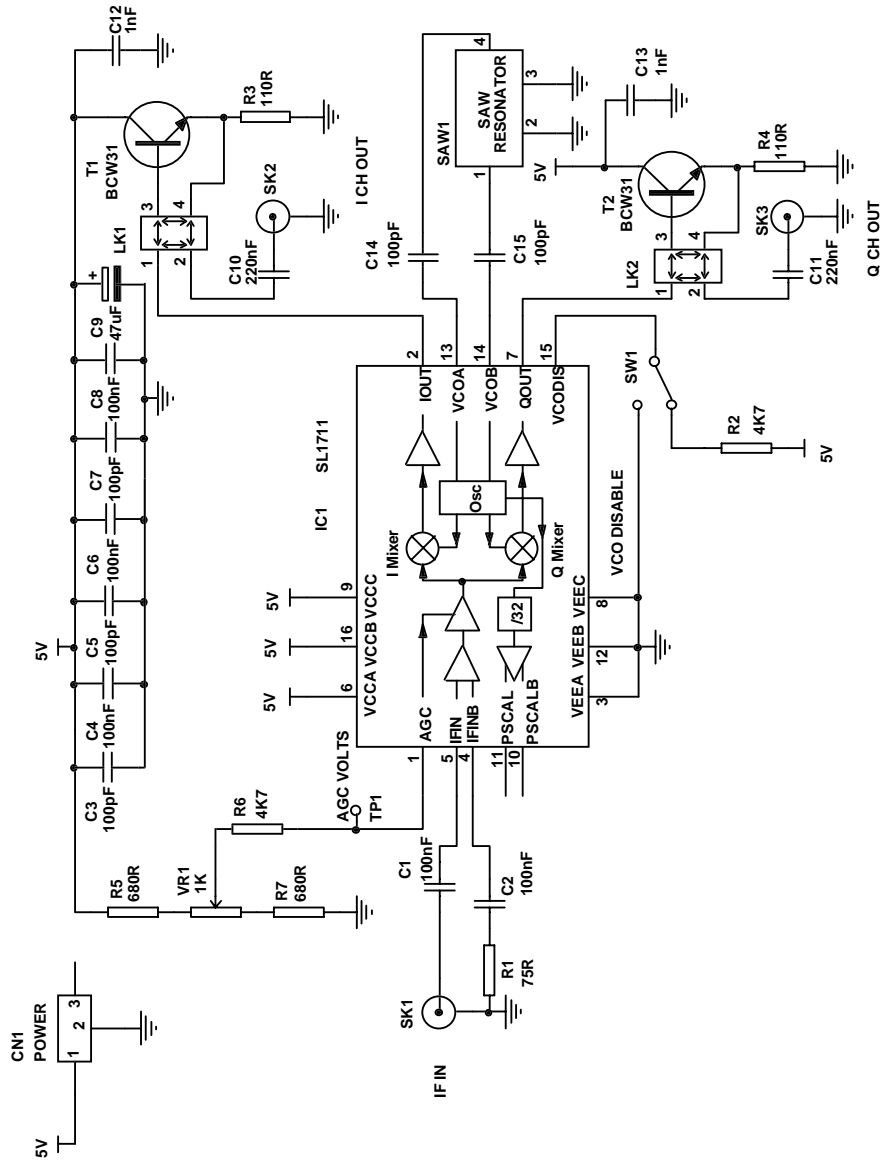 CN1
POWER
5V
1
2
3
R5
680R
VR1
1K
R7
680R
C3
100pF
C4
100nF
C5
100pF
C6
100nF
C7
100pF
C8
100nF
C9
47uF
+
5V
C12
1nF
T1
BCW31
LK1
1
2
3
4
R3
110R
SK2
C10
220nF
I CH OUT
R6
4K7
AGC VOLTS
TP1
5V
5V
5V
6
16
9
VCCA VCCB VCCC
IC1
SL1711
1
AGC
5
IFIN
4
IFINB
11
PSCAL
10
PSCALB
I Mixer
Osc
Q Mixer
/32
IOUT
2
VCOA
13
VCOB
14
QOUT
7
VCODIS
15
VEEA VEEB VEEC
3
12
8
VCO DISABLE
SW1
R2
4K7
5V
IF IN
SK1
C1
100nF
C2
100nF
R1
75R
C14
100pF
C15
100pF
SAW1
SAW
RESONATOR
1
2
3
4
5V
C13
1nF
T2
BCW31
LK2
1
2
3
4
R4
110R
SK3
C11
220nF
Q CH OUT